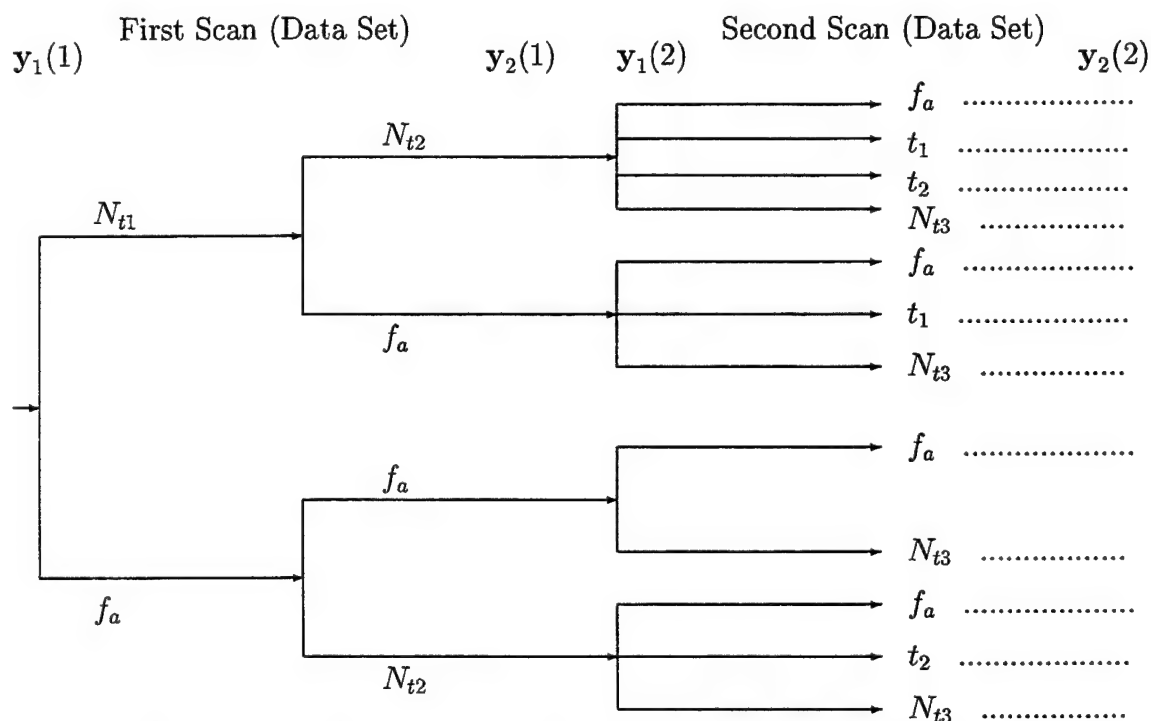 First Scan (Data Set) Second Scan (Data Set)
y₁(1) y₂(1) y₁(2) y₂(2)
fₐ ..................
t₁ ..................
Nₜ₂
t₂ ..................
Nₜ₁ Nₜ₃ ...............
fₐ ..................
t₁ ..................
fₐ
Nₜ₃ ...............
fₐ ..................
fₐ
Nₜ₃ ...............
fₐ fₐ ..................
t₂ ..................
Nₜ₂
Nₜ₃ ...............